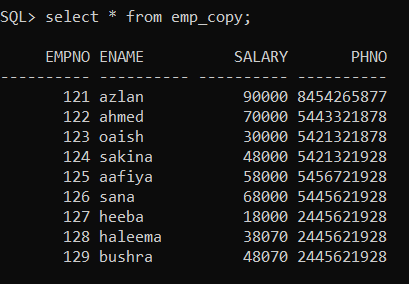 SQL> select * from emp_copy;
EMPNO ENAME SALARY PHNO
---------- ---------- ---------- ----------
121 azlan 90000 8454265877
122 ahmed 70000 5443321878
123 oaish 30000 5421321878
124 sakina 48000 5421321928
125 aafiya 58000 5456721928
126 sana 68000 5445621928
127 heeba 18000 2445621928
128 haleema 38070 2445621928
129 bushra 48070 2445621928